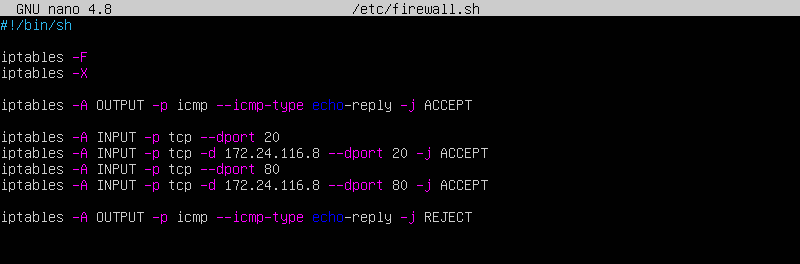 GNU nano 4.8 /etc/firewall.sh
#!/bin/sh
iptables -F
iptables -X
iptables -A OUTPUT -p icmp --icmp-type echo-reply -j ACCEPT
iptables -A INPUT -p tcp --dport 20
iptables -A INPUT -p tcp -d 172.24.116.8 --dport 20 -j ACCEPT
iptables -A INPUT -p tcp --dport 80
iptables -A INPUT -p tcp -d 172.24.116.8 --dport 80 -j ACCEPT
iptables -A OUTPUT -p icmp --icmp-type echo-reply -j REJECT